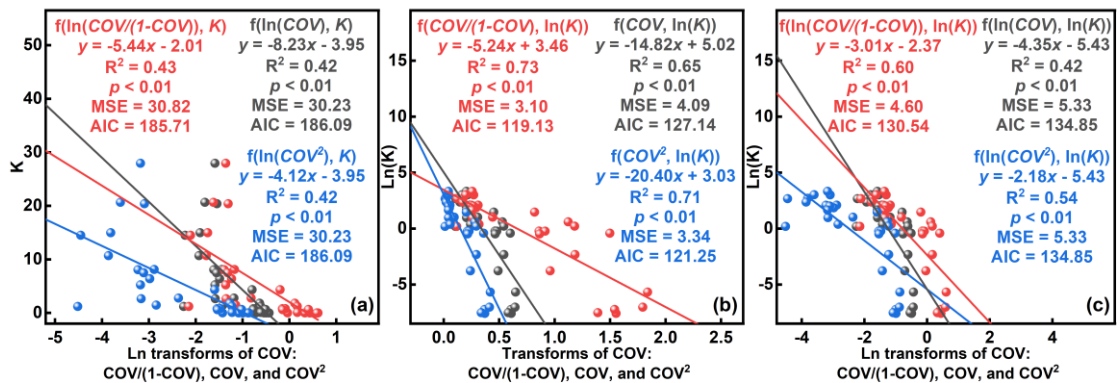 f(ln(COV/(1-COV)), K)
y = -5.44x - 2.01
R² = 0.43
p < 0.01
MSE = 30.82
AIC = 185.71
f(ln(COV), K)
y = -8.23x - 3.95
R² = 0.42
p < 0.01
MSE = 30.23
AIC = 186.09
f(ln(COV²), K)
y = -4.12x - 3.95
R² = 0.42
p < 0.01
MSE = 30.23
AIC = 186.09
K
50
40
30
20
10
0
(a)
-5 -4 -3 -2 -1 0 1
Ln transforms of COV:
COV/(1-COV), COV, and COV²
f(COV/(1-COV), ln(K))
y = -5.24x + 3.46
R² = 0.73
p < 0.01
MSE = 3.10
AIC = 119.13
f(COV, ln(K))
y = -14.82x + 5.02
R² = 0.65
p < 0.01
MSE = 4.09
AIC = 127.14
f(COV², ln(K))
y = -20.40x + 3.03
R² = 0.71
p < 0.01
MSE = 3.34
AIC = 121.25
Ln(K)
15
10
5
0
-5
(b)
0.0 0.5 1.0 1.5 2.0 2.5
Transforms of COV:
COV/(1-COV), COV, and COV²
f(ln(COV/(1-COV)), ln(K))
y = -3.01x - 2.37
R² = 0.60
p < 0.01
MSE = 4.60
AIC = 130.54
f(ln(COV), ln(K))
y = -4.35x - 5.43
R² = 0.42
p < 0.01
MSE = 5.33
AIC = 134.85
f(ln(COV²), ln(K))
y = -2.18x - 5.43
R² = 0.54
p < 0.01
MSE = 5.33
AIC = 134.85
Ln(K)
15
10
5
0
-5
(c)
-4 -2 0 2 4
Ln transforms of COV:
COV/(1-COV), COV, and COV²